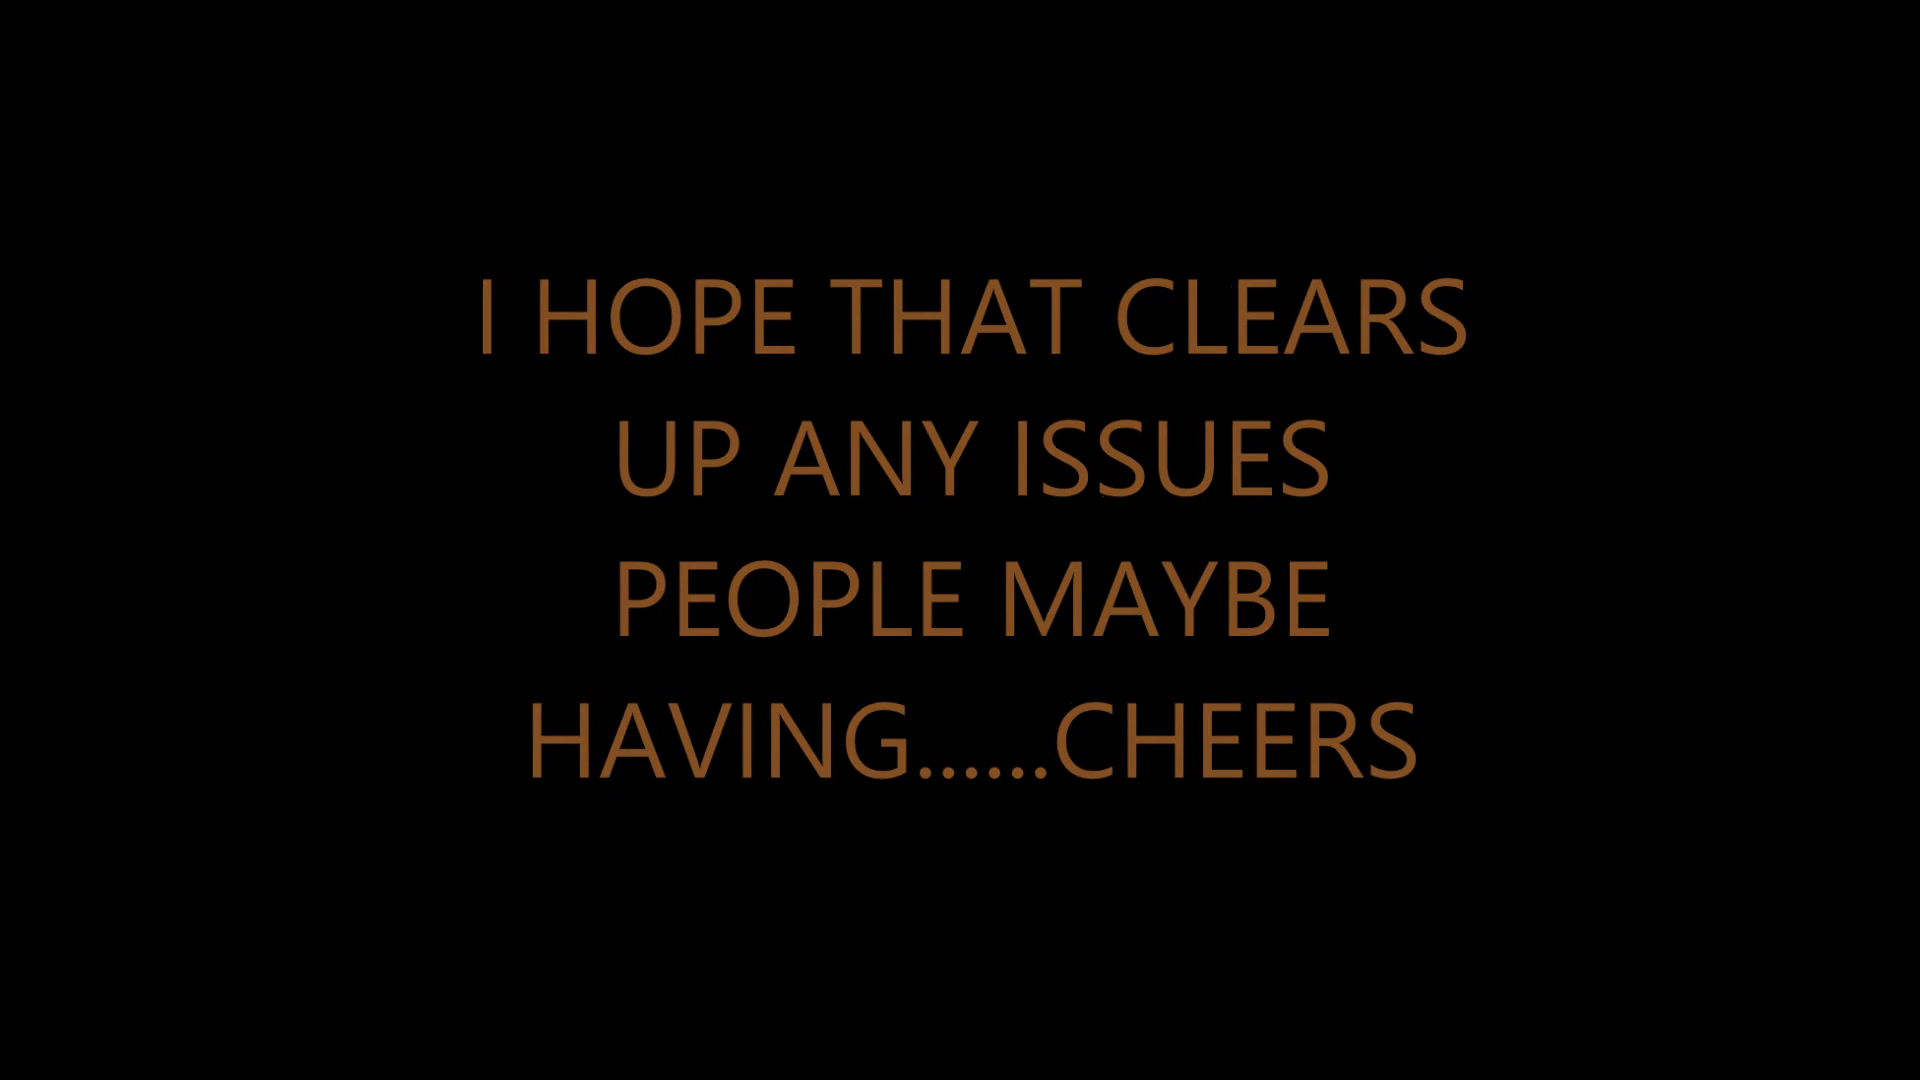 I HOPE THAT CLEARS
UP ANY ISSUES
PEOPLE MAYBE
HAVING......CHEERS